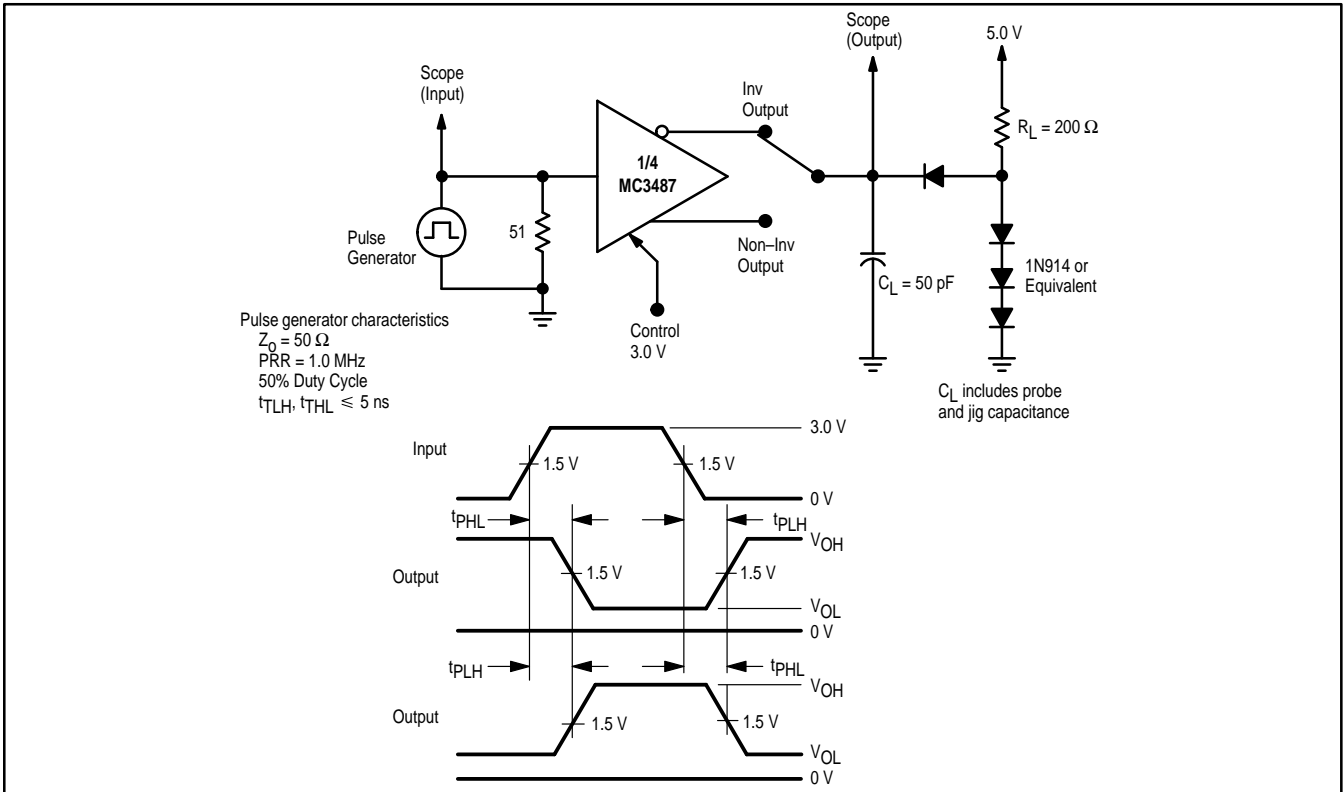 Scope
(Output)
5.0 V
Scope
(Input)
Inv
Output
R_L = 200 Ω
1/4
MC3487
Pulse
Generator
51
Non–Inv
Output
C_L = 50 pF
1N914 or
Equivalent
Control
3.0 V
Pulse generator characteristics
Z_o = 50 Ω
PRR = 1.0 MHz
50% Duty Cycle
t_TLH, t_THL ≤ 5 ns
C_L includes probe
and jig capacitance
Input
3.0 V
1.5 V
1.5 V
0 V
t_PHL
t_PLH
V_OH
Output
1.5 V
1.5 V
V_OL
0 V
t_PLH
t_PHL
V_OH
Output
1.5 V
1.5 V
V_OL
0 V